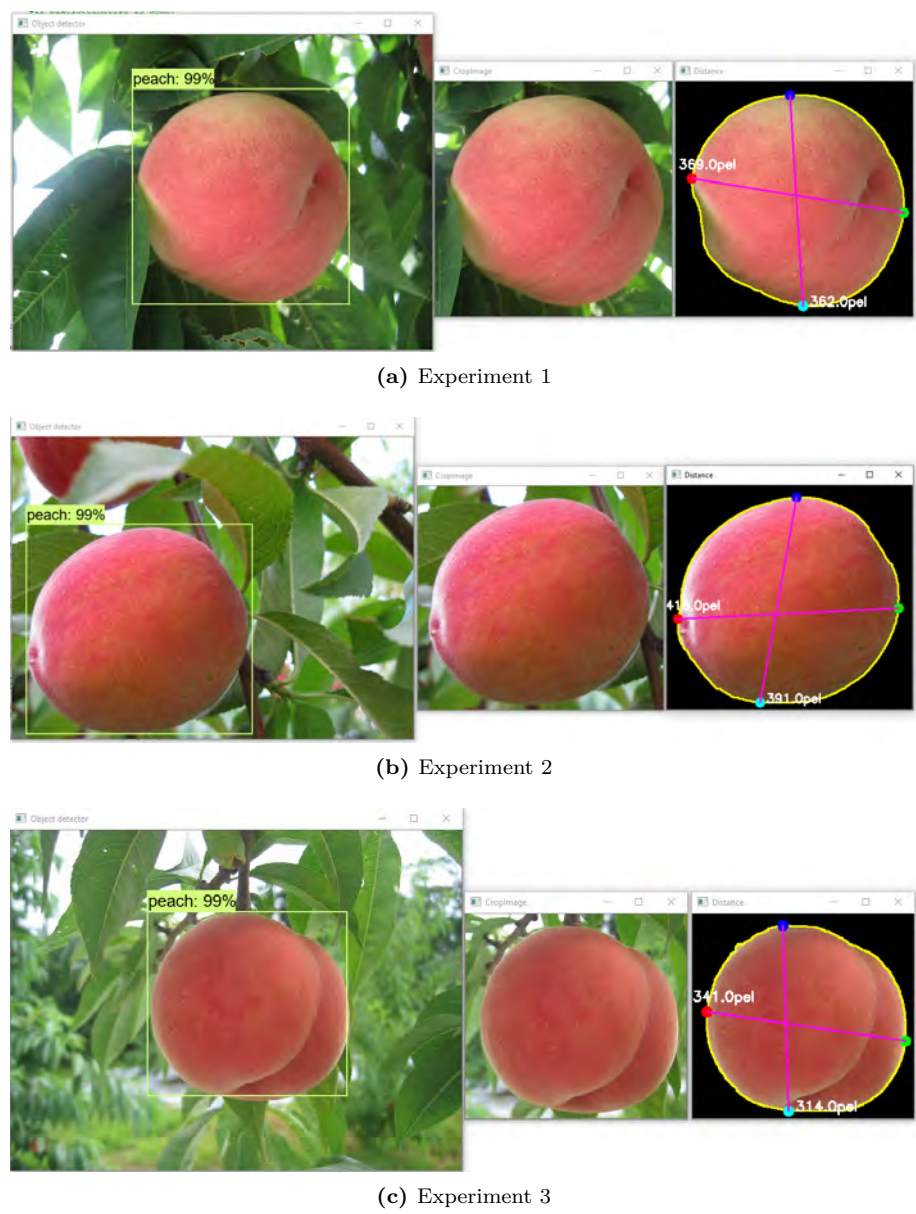 Object detector
peach: 99%
CropImage
Distance
369.0pel
362.0pel
(a) Experiment 1
Object detector
peach: 99%
CropImage
Distance
391.0pel
(b) Experiment 2
Object detector
peach: 99%
CropImage
Distance
341.0pel
314.0pel
(c) Experiment 3